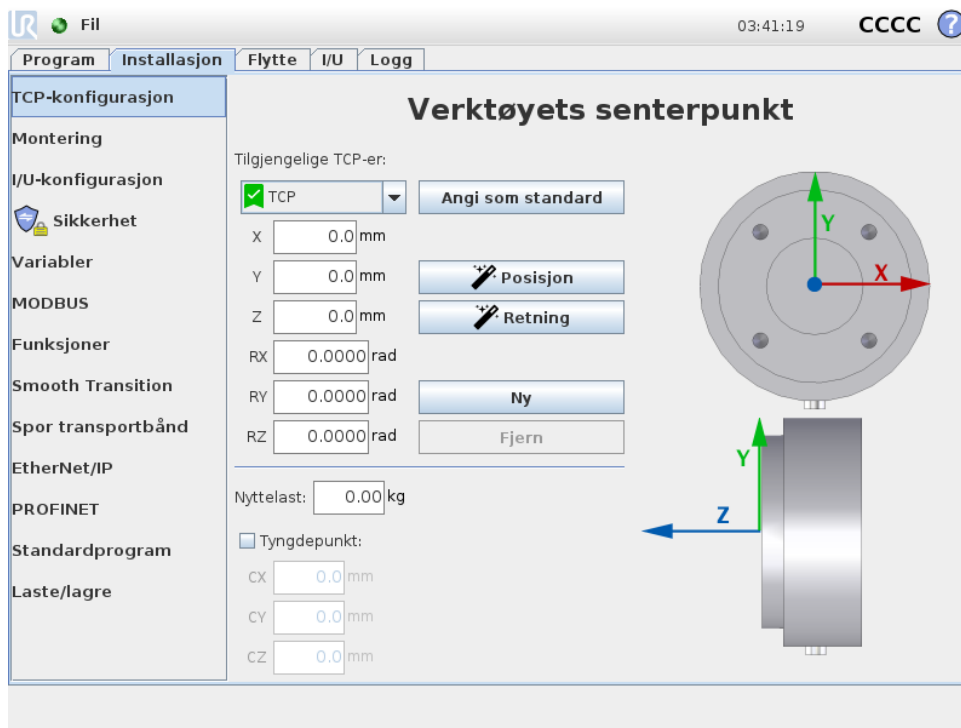 UR Fil 03:41:19 CCCC ?
Program Installasjon Flytte I/U Logg
TCP-konfigurasjon
Montering
I/U-konfigurasjon
Sikkerhet
Variabler
MODBUS
Funksjoner
Smooth Transition
Spor transportbånd
EtherNet/IP
PROFINET
Standardprogram
Laste/lagre
Verktøyets senterpunkt
Tilgjengelige TCP-er:
TCP Angi som standard
X 0.0 mm
Y 0.0 mm Posisjon
Z 0.0 mm Retning
RX 0.0000 rad
RY 0.0000 rad Ny
RZ 0.0000 rad Fjern
Nyttelast: 0.00 kg
Tyngdepunkt:
CX 0.0 mm
CY 0.0 mm
CZ 0.0 mm
Y
X
Y
Z